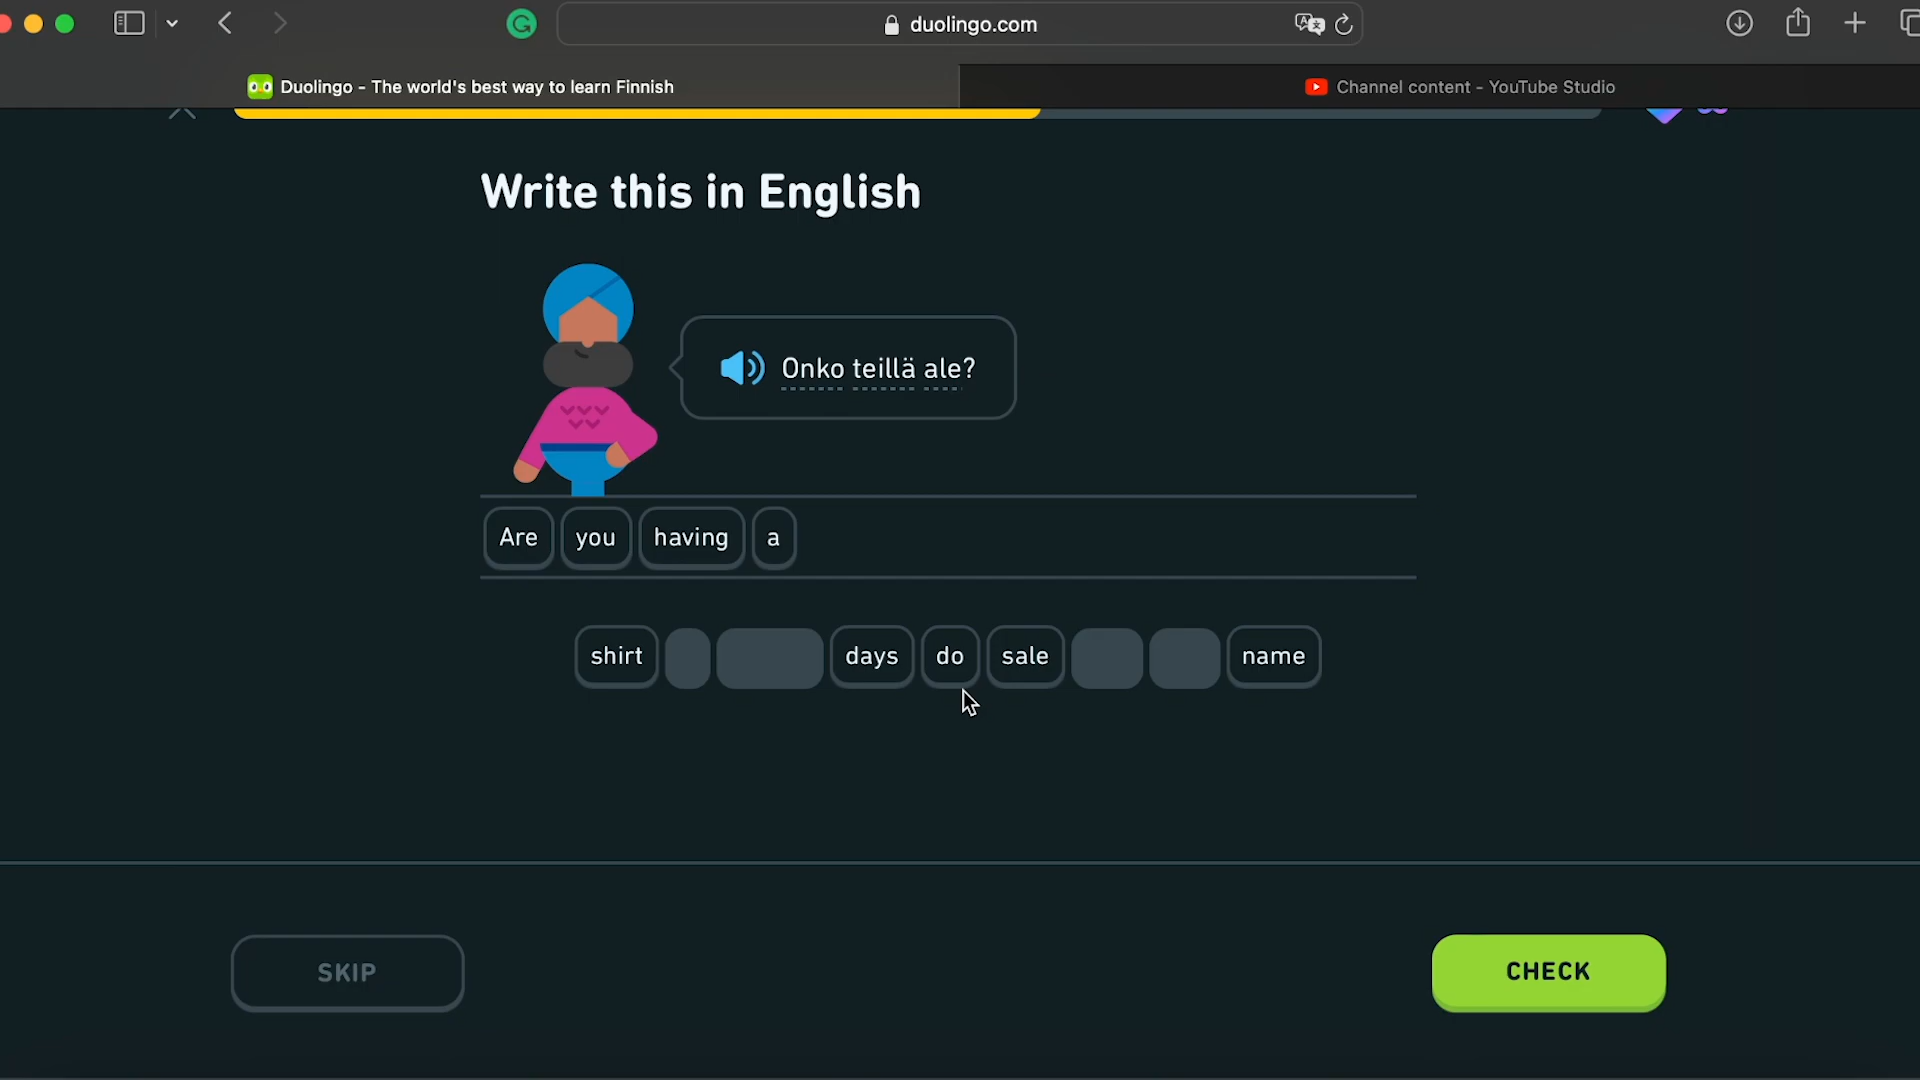 duolingo.com
Duolingo - The world's best way to learn Finnish
Channel content - YouTube Studio
Write this in English
Onko teillä ale?
Are you having a
shirt days do sale name
SKIP
CHECK